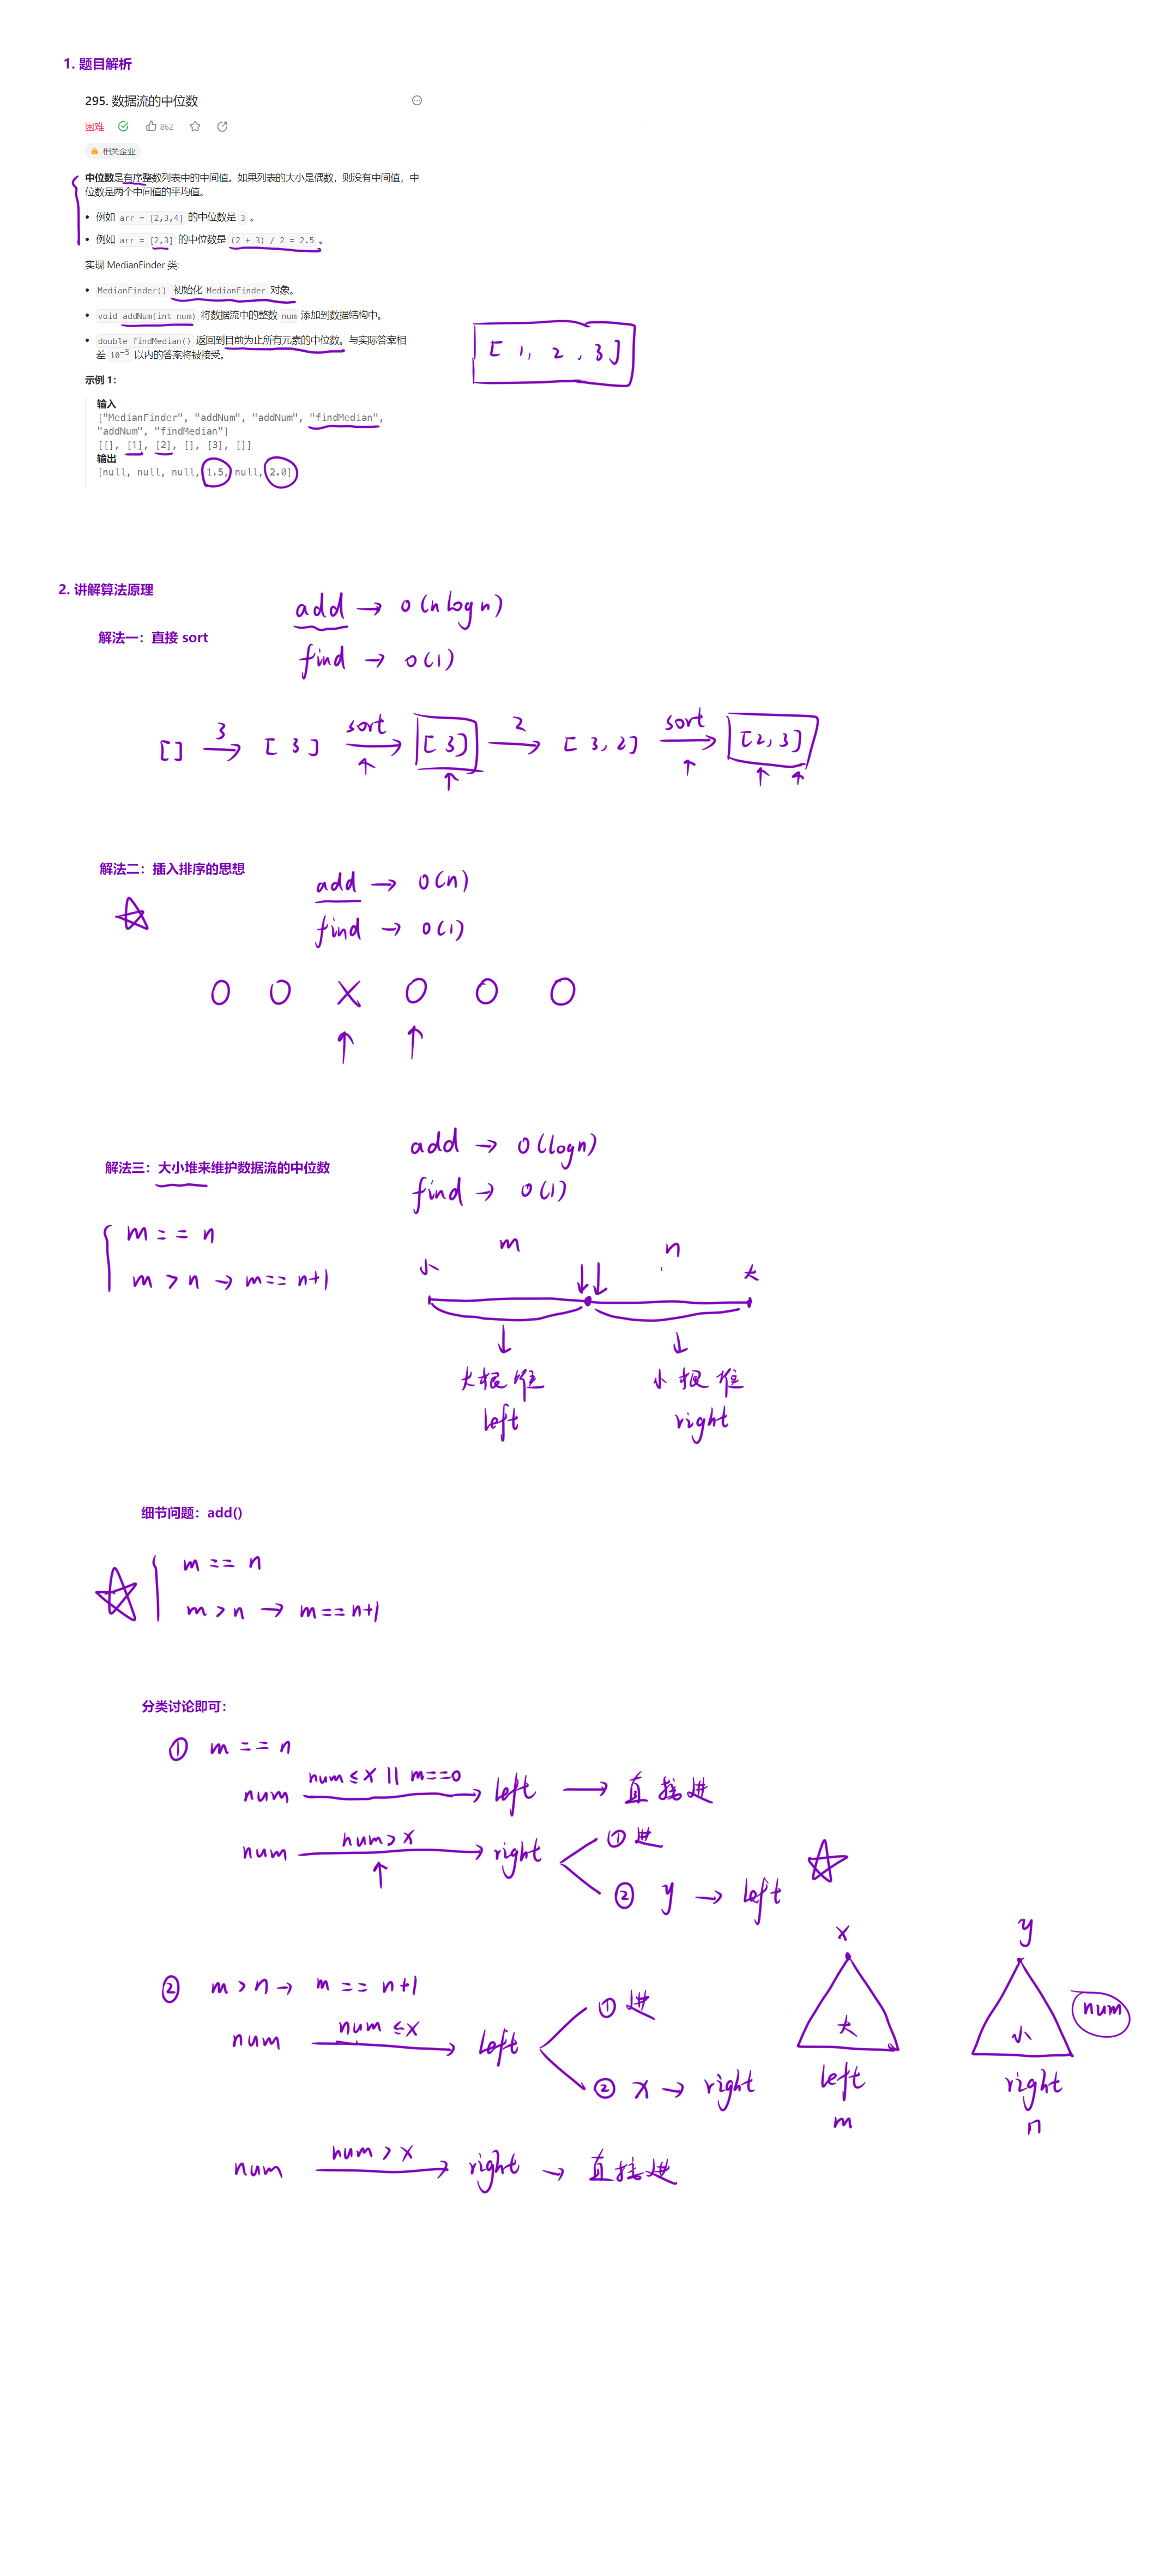 1. 题目解析
295. 数据流的中位数
困难 862
相关企业
中位数是有序整数列表中的中间值。如果列表的大小是偶数，则没有中间值，中
位数是两个中间值的平均值。
• 例如 arr = [2,3,4] 的中位数是 3 。
• 例如 arr = [2,3] 的中位数是 (2 + 3) / 2 = 2.5 。
实现 MedianFinder 类:
• MedianFinder() 初始化 MedianFinder 对象。
• void addNum(int num) 将数据流中的整数 num 添加到数据结构中。
• double findMedian() 返回到目前为止所有元素的中位数。与实际答案相
差 10⁻⁵ 以内的答案将被接受。
[ 1, 2, 3]
示例 1：
输入
["MedianFinder", "addNum", "addNum", "findMedian",
"addNum", "findMedian"]
[[], [1], [2], [], [3], []]
输出
[null, null, null, 1.5, null, 2.0]
2. 讲解算法原理
add → O(nlogn)
解法一：直接 sort
find → O(1)
[] 3→ [3] sort→ [3] 2→ [3,2] sort→ [2,3]
解法二：插入排序的思想
add → O(n)
find → O(1)
O O X O O O
add → O(logn)
解法三：大小堆来维护数据流的中位数
find → O(1)
m == n
m > n → m == n+1
m n
小 大
大根堆 小根堆
left right
细节问题：add()
m == n
m > n → m == n+1
分类讨论即可：
① m == n
num num ≤ x || m==0→ left → 直接进
num num > x→ right ① 进
② y → left
x y
② m > n → m == n+1
① 进
num num ≤ x→ left
② x → right
大 小 num
left right
m n
num num > x→ right → 直接进